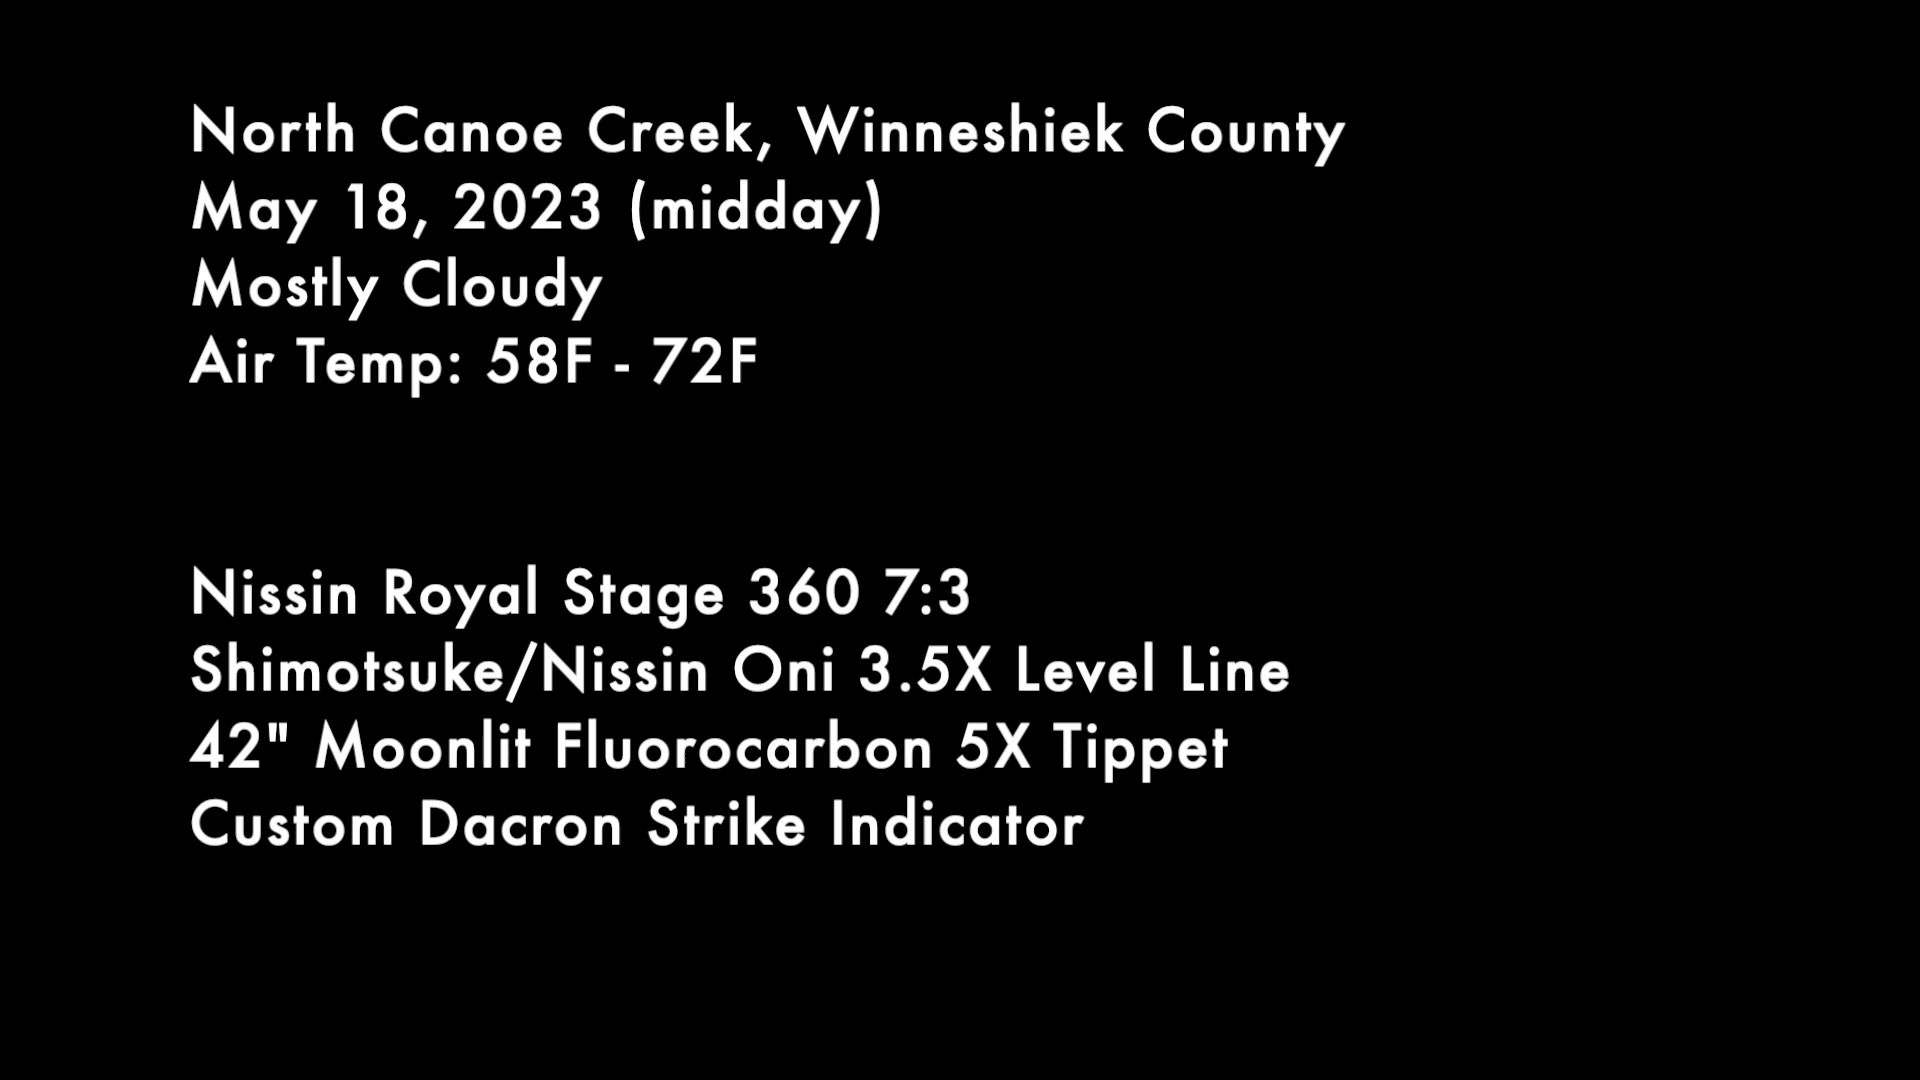 North Canoe Creek, Winneshiek County
May 18, 2023 (midday)
Mostly Cloudy
Air Temp: 58F - 72F
Nissin Royal Stage 360 7:3
Shimotsuke/Nissin Oni 3.5X Level Line
42" Moonlit Fluorocarbon 5X Tippet
Custom Dacron Strike Indicator